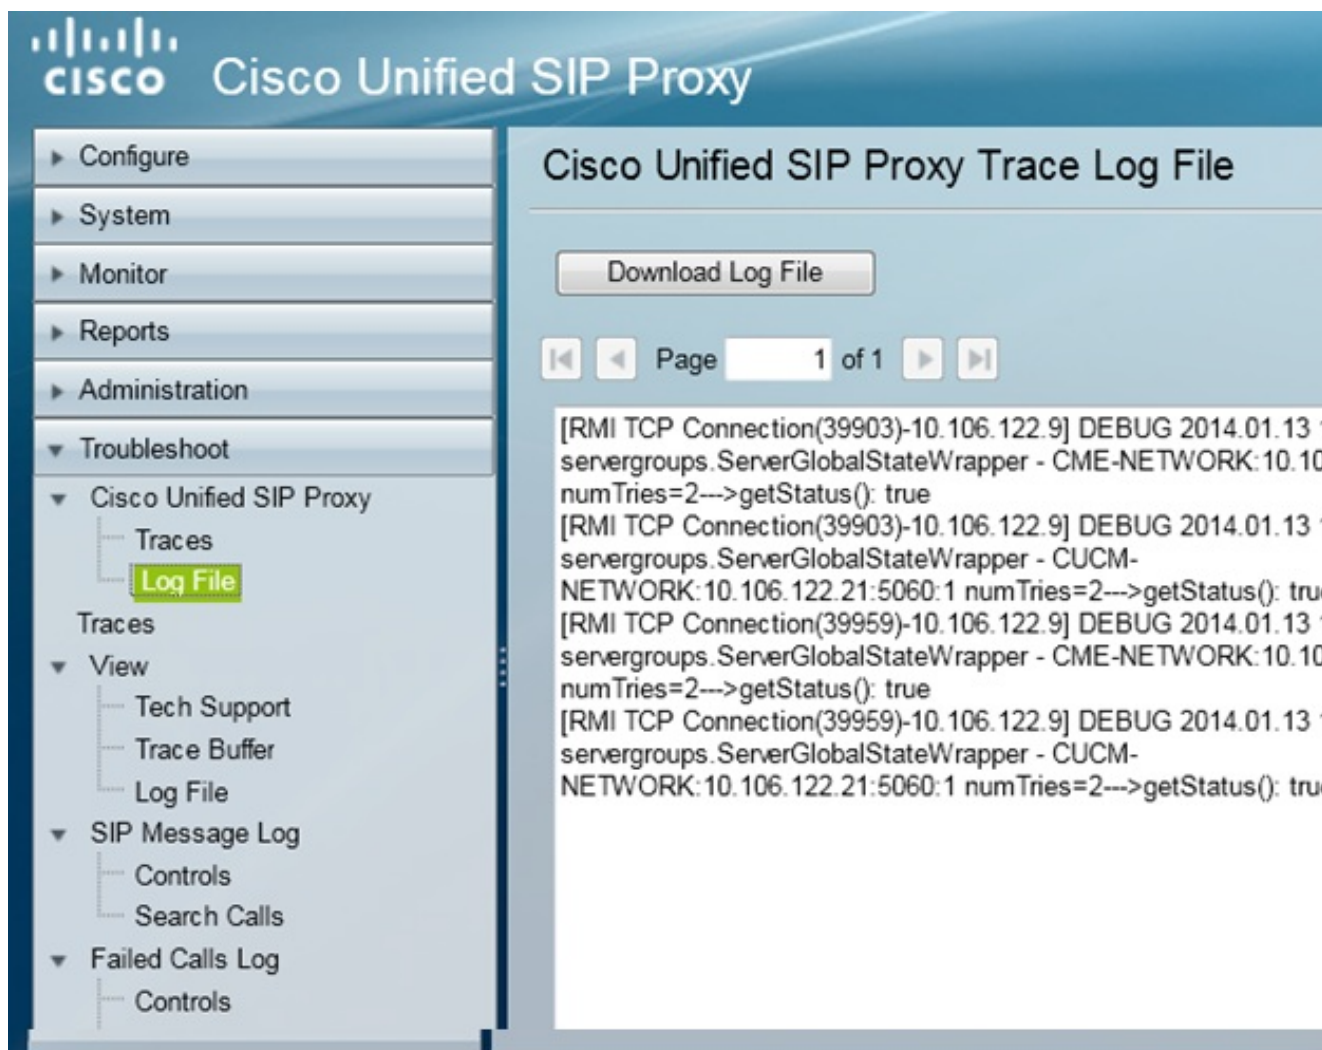 CISCO Cisco Unified SIP Proxy
Configure
System
Monitor
Reports
Administration
Troubleshoot
Cisco Unified SIP Proxy
Traces
Log File
Traces
View
Tech Support
Trace Buffer
Log File
SIP Message Log
Controls
Search Calls
Failed Calls Log
Controls
Cisco Unified SIP Proxy Trace Log File
Download Log File
Page 1 of 1
[RMI TCP Connection(39903)-10.106.122.9] DEBUG 2014.01.13
servergroups.ServerGlobalStateWrapper - CME-NETWORK:10.10
numTries=2--->getStatus(): true
[RMI TCP Connection(39903)-10.106.122.9] DEBUG 2014.01.13
servergroups.ServerGlobalStateWrapper - CUCM-
NETWORK:10.106.122.21:5060:1 numTries=2--->getStatus(): tru
[RMI TCP Connection(39959)-10.106.122.9] DEBUG 2014.01.13
servergroups.ServerGlobalStateWrapper - CME-NETWORK:10.10
numTries=2--->getStatus(): true
[RMI TCP Connection(39959)-10.106.122.9] DEBUG 2014.01.13
servergroups.ServerGlobalStateWrapper - CUCM-
NETWORK:10.106.122.21:5060:1 numTries=2--->getStatus(): tru